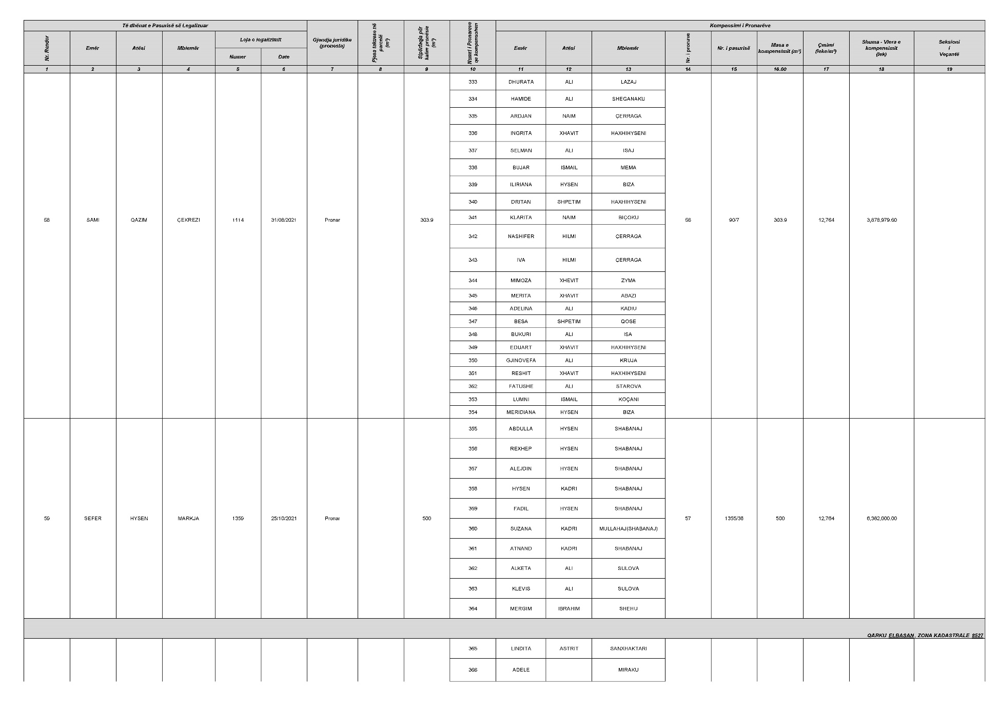 Të dhënat e Pasurisë së Legalizuar
Gjendja juridike (pronesia)
Pjesa takuese në parcelë (m²)
Sipërfaqja për kalim pronësie (m²)
Numri i Pronareve qe kompensohen
Kompensimi i Pronarëve
Nr. Rendor
Emër
Atësi
Mbiemër
Leja e legalizimit
Numer
Date
Emër
Atësi
Mbiemër
Nr. i pronave
Nr. i pasurisë
Masa e kompensimit (m²)
Çmimi (leke/m²)
Shuma - Vlera e kompensimit (lek)
Seksioni i Veçantë
1 2 3 4 5 6 7 8 9 10 11 12 13 14 15 16.00 17 18 19
333 DHURATA ALI LAZAJ
334 HAMIDE ALI SHEGANAKU
335 ARDJAN NAIM ÇERRAGA
336 INGRITA XHAVIT HAXHIHYSENI
337 SELMAN ALI ISAJ
338 BUJAR ISMAIL MEMA
339 ILIRIANA HYSEN BIZA
340 DRITAN SHPETIM HAXHIHYSENI
341 KLARITA NAIM BIÇOKU
58 SAMI QAZIM ÇEKREZI 1114 31/08/2021 Pronar 303.9 56 90/7 303.9 12,764 3,878,979.60
342 NASHIFER HILMI ÇERRAGA
343 IVA HILMI ÇERRAGA
344 MIMOZA XHEVIT ZYMA
345 MERITA XHAVIT ABAZI
346 ADELINA ALI KADIU
347 BESA SHPETIM QOSE
348 BUKURI ALI ISA
349 EDUART XHAVIT HAXHIHYSENI
350 GJINOVEFA ALI KRUJA
351 RESHIT XHAVIT HAXHIHYSENI
352 FATUSHE ALI STAROVA
353 LUMNI ISMAIL KOÇANI
354 MERIDIANA HYSEN BIZA
355 ABDULLA HYSEN SHABANAJ
356 REXHEP HYSEN SHABANAJ
357 ALEJDIN HYSEN SHABANAJ
358 HYSEN KADRI SHABANAJ
359 FADIL HYSEN SHABANAJ
59 SEFER HYSEN MARKJA 1359 25/10/2021 Pronar 500 57 1355/38 500 12,764 6,382,000.00
360 SUZANA KADRI MULLAHAJ(SHABANAJ)
361 ATNAND KADRI SHABANAJ
362 ALKETA ALI SULOVA
363 KLEVIS ALI SULOVA
364 MERGIM IBRAHIM SHEHU
QARKU ELBASAN, ZONA KADASTRALE 8527
365 LINDITA ASTRIT SANXHAKTARI
366 ADELE MIRAKU